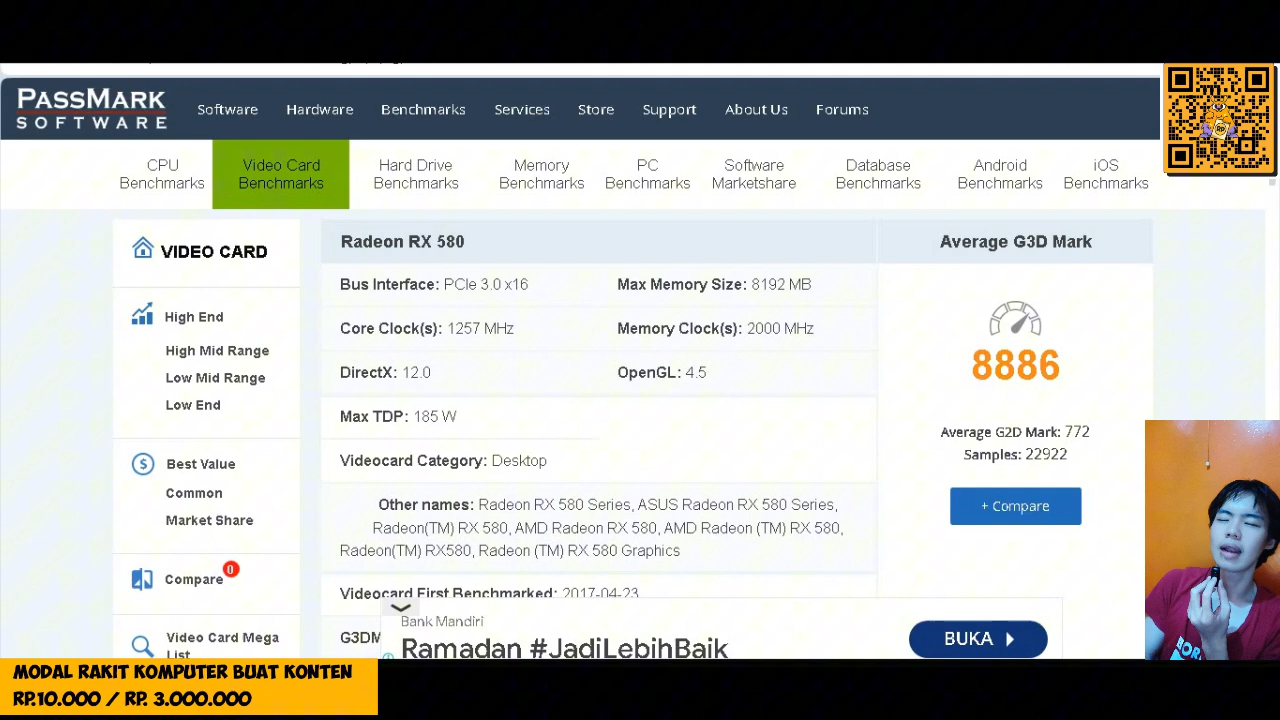 PASSMARK
SOFTWARE
Software Hardware Benchmarks Services Store Support About Us Forums
CPU Benchmarks
Video Card Benchmarks
Hard Drive Benchmarks
Memory Benchmarks
PC Benchmarks
Software Marketshare
Database Benchmarks
Android Benchmarks
iOS Benchmarks
VIDEO CARD
High End
High Mid Range
Low Mid Range
Low End
Best Value
Common
Market Share
Compare 0
Video Card Mega
List
Radeon RX 580
Bus Interface: PCIe 3.0 x16 Max Memory Size: 8192 MB
Core Clock(s): 1257 MHz Memory Clock(s): 2000 MHz
DirectX: 12.0 OpenGL: 4.5
Max TDP: 185 W
Videocard Category: Desktop
Other names: Radeon RX 580 Series, ASUS Radeon RX 580 Series,
Radeon(TM) RX 580, AMD Radeon RX 580, AMD Radeon (TM) RX 580,
Radeon(TM) RX580, Radeon (TM) RX 580 Graphics
Videocard First Benchmarked: 2017-04-23
Average G3D Mark
8886
Average G2D Mark: 772
Samples: 22922
+ Compare
Bank Mandiri
Ramadan #JadiLebihBaik
BUKA
MODAL RAKIT KOMPUTER BUAT KONTEN
RP.10.000 / RP. 3.000.000